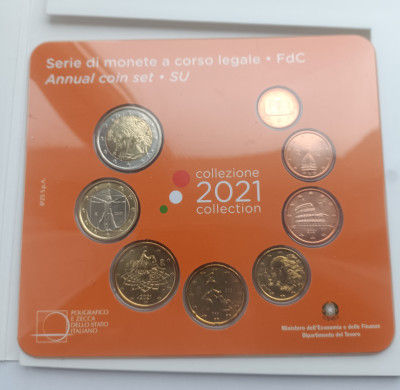 Serie di monete a corso legale • FdC
Annual coin set • SU
collezione
2021
collection
IPZS S.p.A.
POLIGRAFICO
E ZECCA
DELLO STATO
ITALIANO
Ministero dell'Economia e delle Finanze
Dipartimento del Tesoro